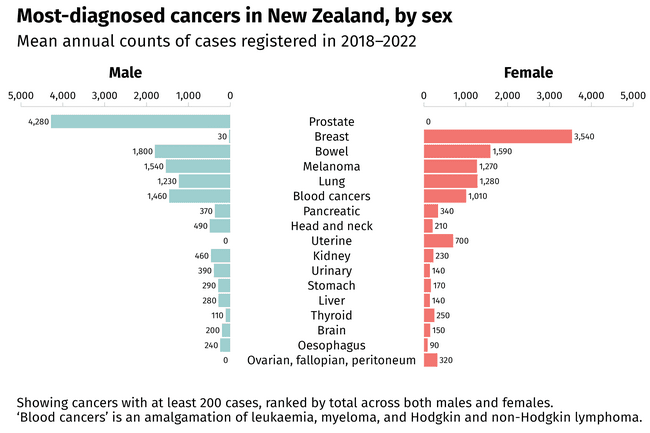 Most-diagnosed cancers in New Zealand, by sex
Mean annual counts of cases registered in 2018–2022
Male Female
5,000 4,000 3,000 2,000 1,000 0 0 1,000 2,000 3,000 4,000 5,000
4,280 Prostate 0
30 Breast 3,540
1,800 Bowel 1,590
1,540 Melanoma 1,270
1,230 Lung 1,280
1,460 Blood cancers 1,010
370 Pancreatic 340
490 Head and neck 210
0 Uterine 700
460 Kidney 230
390 Urinary 140
290 Stomach 170
280 Liver 140
110 Thyroid 250
200 Brain 150
240 Oesophagus 90
0 Ovarian, fallopian, peritoneum 320
Showing cancers with at least 200 cases, ranked by total across both males and females.
‘Blood cancers’ is an amalgamation of leukaemia, myeloma, and Hodgkin and non-Hodgkin lymphoma.